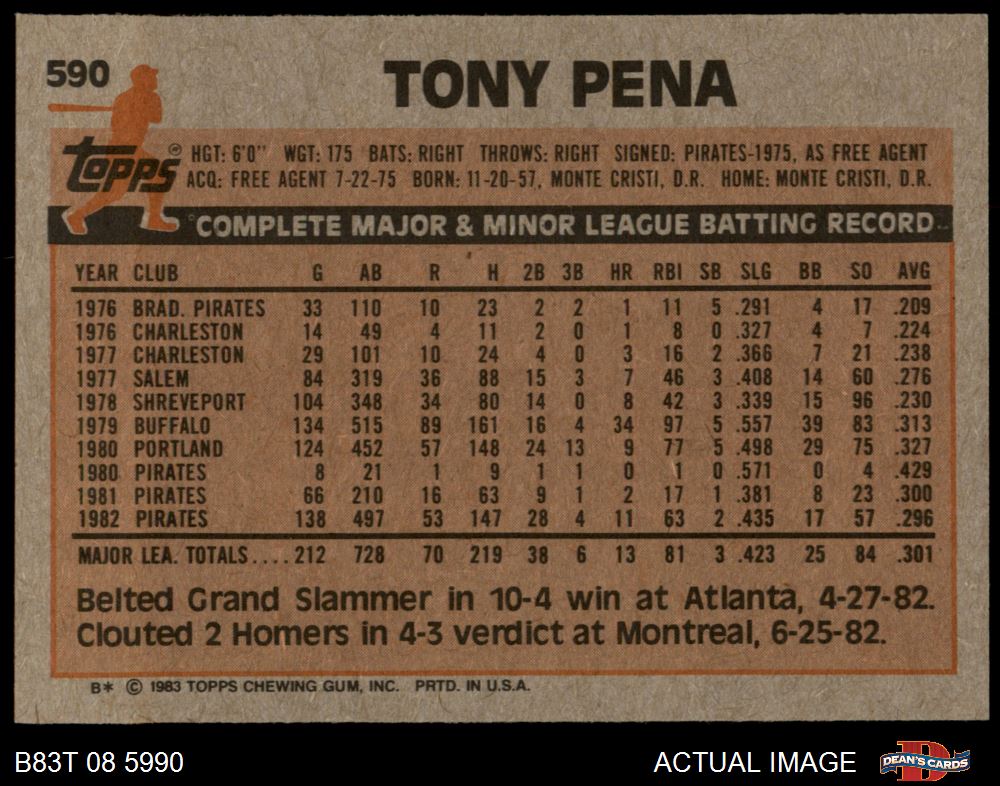 590
TONY PENA
Topps HGT: 6'0" WGT: 175 BATS: RIGHT THROWS: RIGHT SIGNED: PIRATES-1975, AS FREE AGENT
ACQ: FREE AGENT 7-22-75 BORN: 11-20-57, MONTE CRISTI, D.R. HOME: MONTE CRISTI, D.R.
COMPLETE MAJOR & MINOR LEAGUE BATTING RECORD
YEAR CLUB G AB R H 2B 3B HR RBI SB SLG BB SO AVG
1976 BRAD. PIRATES 33 110 10 23 2 2 1 11 5 .291 4 17 .209
1976 CHARLESTON 14 49 4 11 2 0 1 8 0 .327 4 7 .224
1977 CHARLESTON 29 101 10 24 4 0 3 16 2 .366 7 21 .238
1977 SALEM 84 319 36 88 15 3 7 46 3 .408 14 60 .276
1978 SHREVEPORT 104 348 34 80 14 0 8 42 3 .339 15 96 .230
1979 BUFFALO 134 515 89 161 16 4 34 97 5 .557 39 83 .313
1980 PORTLAND 124 452 57 148 24 13 9 77 5 .498 29 75 .327
1980 PIRATES 8 21 1 9 1 1 0 1 0 .571 0 4 .429
1981 PIRATES 66 210 16 63 9 1 2 17 1 .381 8 23 .300
1982 PIRATES 138 497 53 147 28 4 11 63 2 .435 17 57 .296
MAJOR LEA. TOTALS....212 728 70 219 38 6 13 81 3 .423 25 84 .301
Belted Grand Slammer in 10-4 win at Atlanta, 4-27-82.
Clouted 2 Homers in 4-3 verdict at Montreal, 6-25-82.
B* © 1983 TOPPS CHEWING GUM, INC. PRTD. IN U.S.A.
B83T 08 5990 ACTUAL IMAGE D DEAN'S CARDS